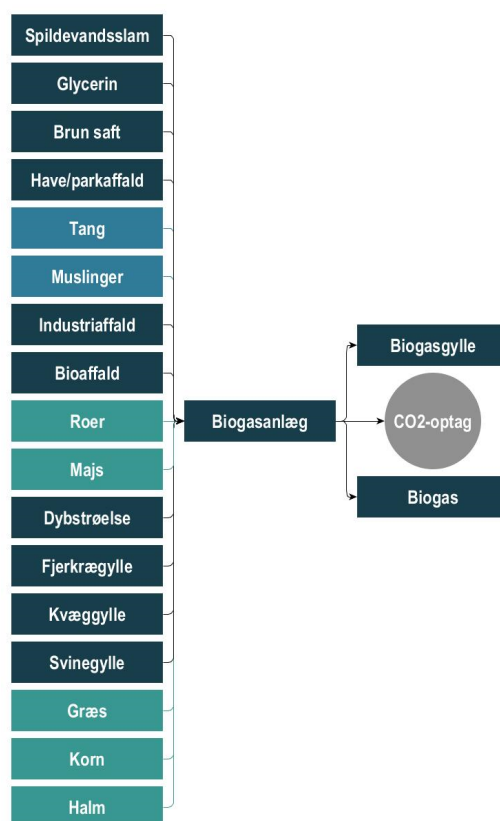 Spildevandsslam
Glycerin
Brun saft
Have/parkaffald
Tang
Muslinger
Industriaffald
Bioaffald
Roer
Majs
Dybstrøelse
Fjerkrægylle
Kvæggylle
Svinegylle
Græs
Korn
Halm
Biogasanlæg
Biogasgylle
CO2-optag
Biogas